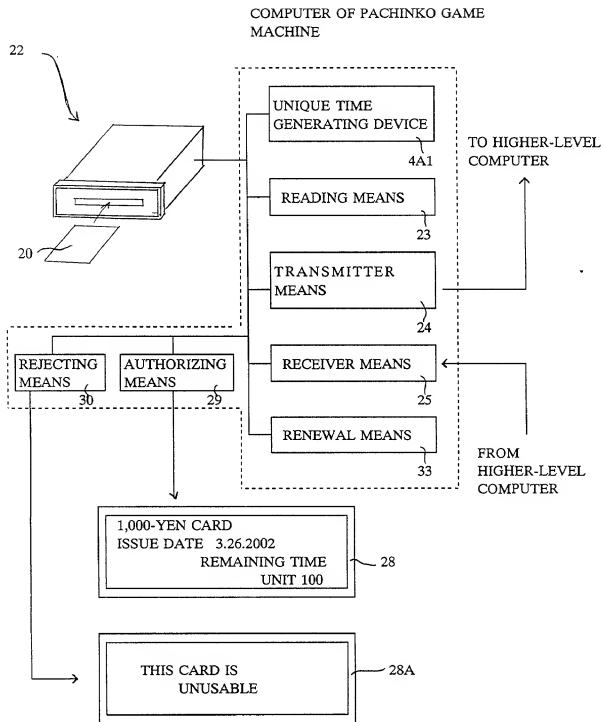 COMPUTER OF PACHINKO GAME
MACHINE
22
UNIQUE TIME
GENERATING DEVICE
4A1
TO HIGHER-LEVEL
COMPUTER
READING MEANS
23
20
TRANSMITTER
MEANS
24
REJECTING
MEANS
30
AUTHORIZING
MEANS
29
RECEIVER MEANS
25
RENEWAL MEANS
33
FROM
HIGHER-LEVEL
COMPUTER
1,000-YEN CARD
ISSUE DATE 3.26.2002
REMAINING TIME
UNIT 100
28
THIS CARD IS
UNUSABLE
28A